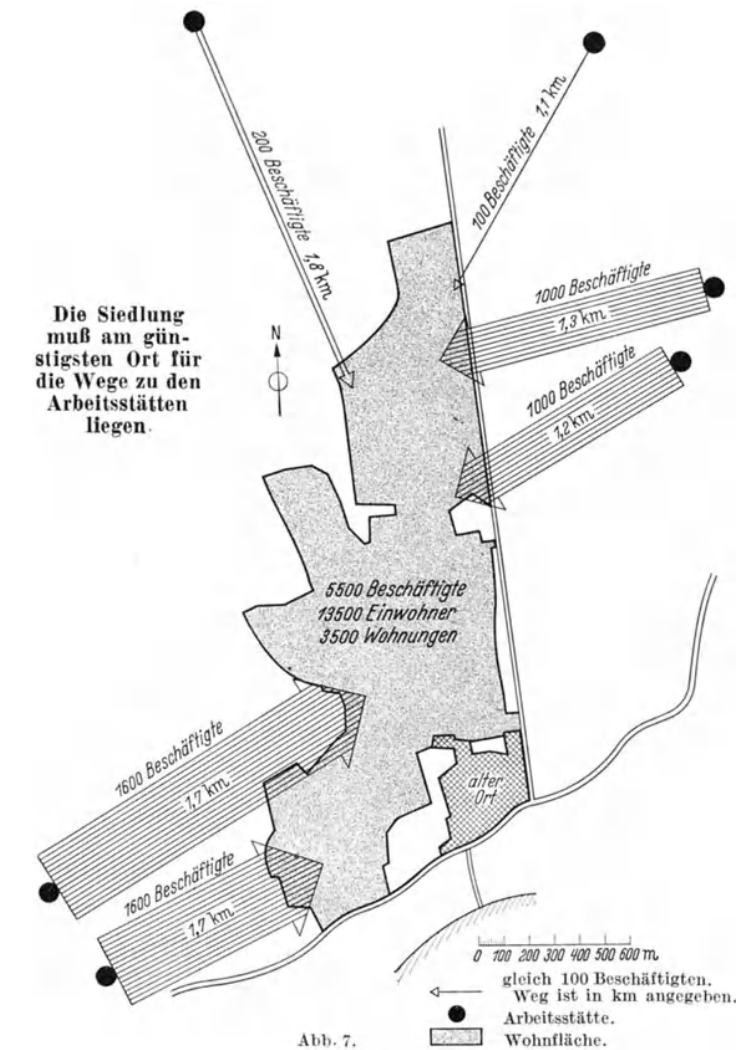 200 Beschäftigte 1,8 km
100 Beschäftigte 1,1 km
1000 Beschäftigte
1,3 km
Die Siedlung
muß am gün-
stigsten Ort für
die Wege zu den
Arbeitsstätten
liegen.
N
1000 Beschäftigte
1,2 km
5500 Beschäftigte
13500 Einwohner
3500 Wohnungen
1600 Beschäftigte
1,7 km
alter
Ort
1600 Beschäftigte
1,7 km
0 100 200 300 400 500 600 m
gleich 100 Beschäftigten.
Weg ist in km angegeben.
Arbeitsstätte.
Abb. 7.
Wohnfläche.